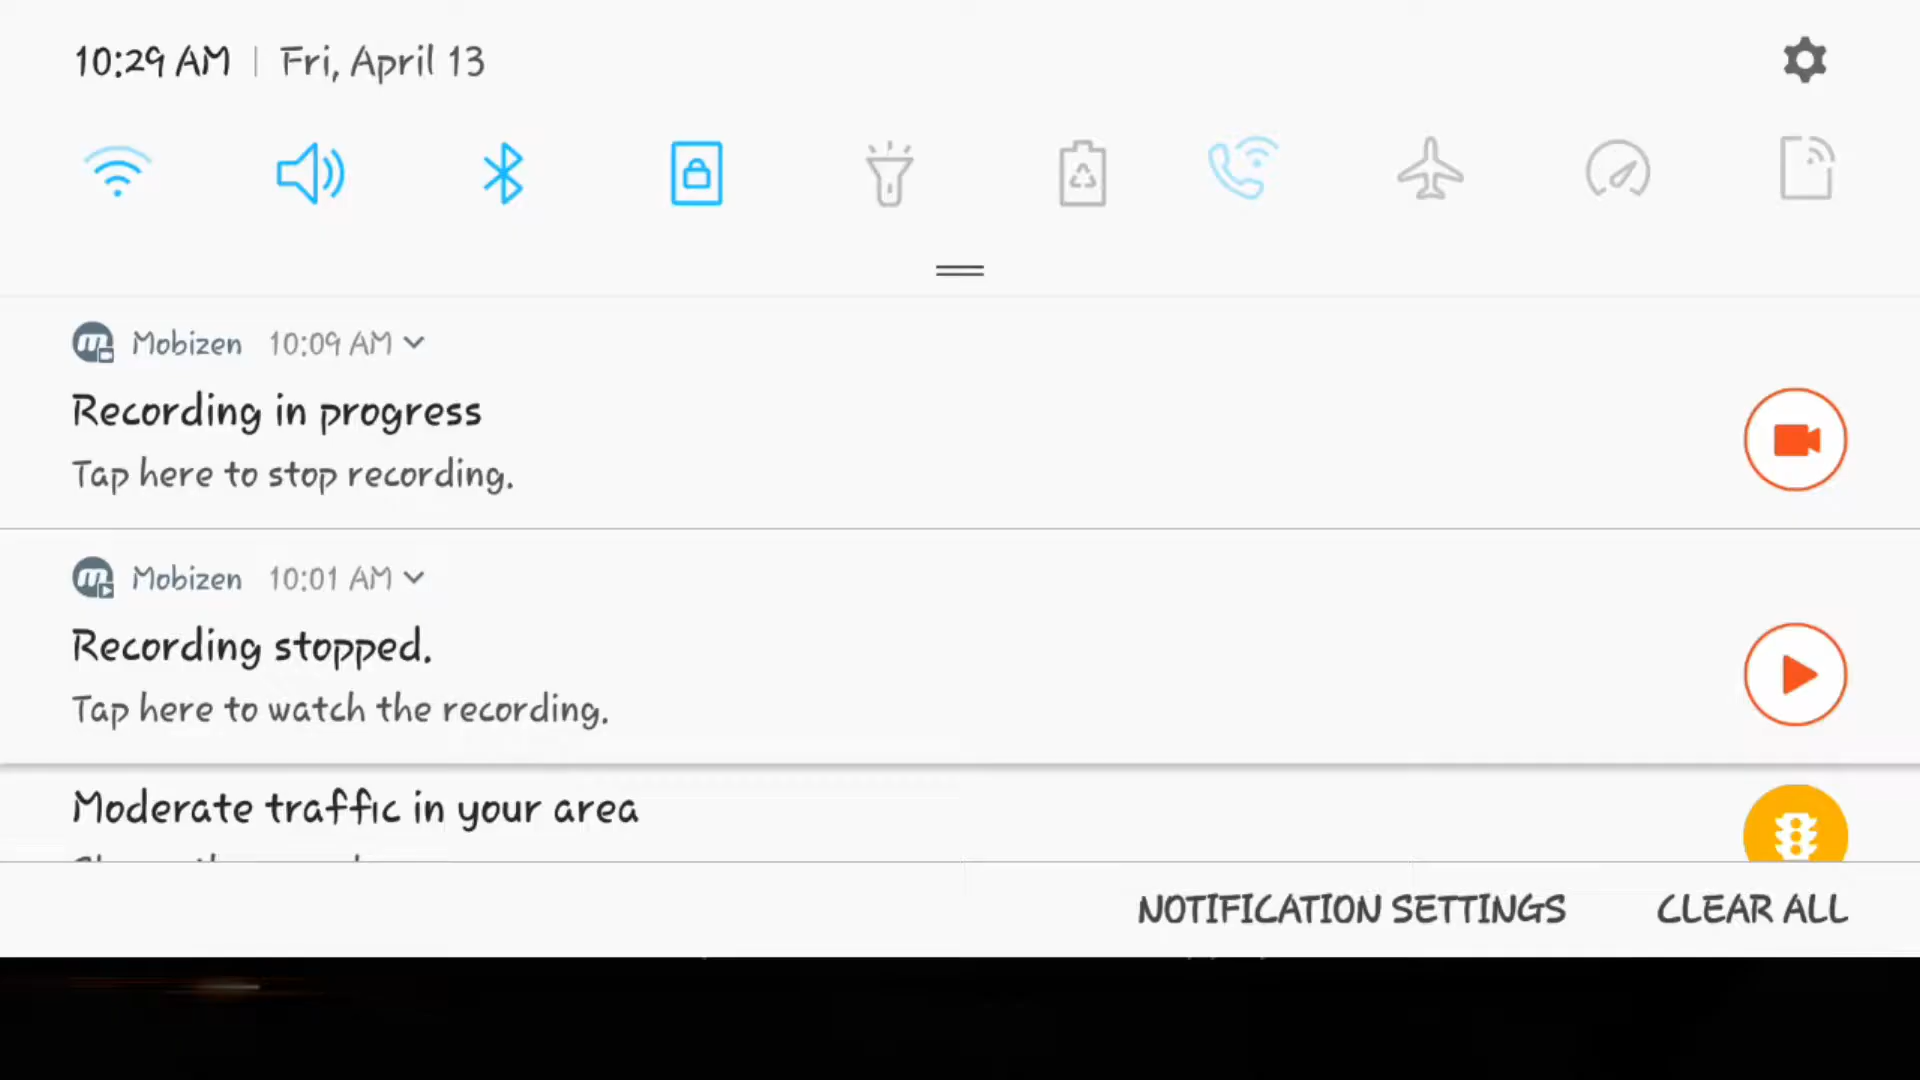 10:29 AM | Fri, April 13
Mobizen 10:09 AM
Recording in progress
Tap here to stop recording.
Mobizen 10:01 AM
Recording stopped.
Tap here to watch the recording.
Moderate traffic in your area
NOTIFICATION SETTINGS CLEAR ALL